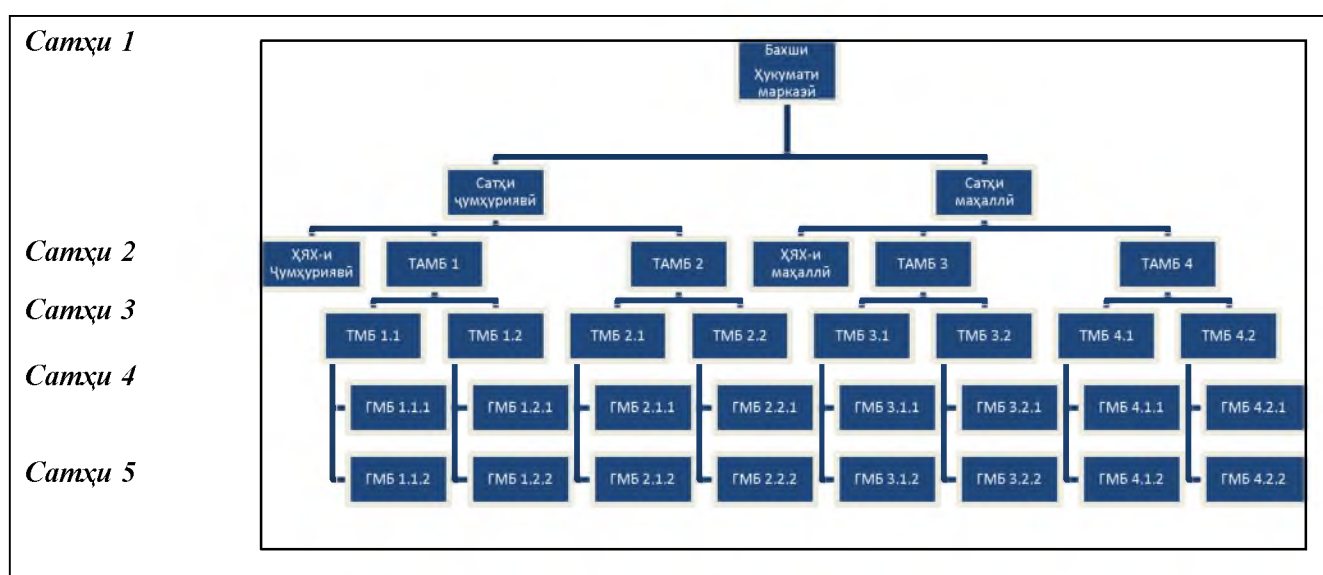 Сатҳи 1
Бахши
Ҳукумати
марказӣ
Сатҳи
ҷумҳуриявӣ
Сатҳи
маҳаллӣ
Сатҳи 2
ҲЯХ-и
Ҷумҳуриявӣ
ТАМБ 1
ТАМБ 2
ҲЯХ-и
маҳаллӣ
ТАМБ 3
ТАМБ 4
Сатҳи 3
ТМБ 1.1
ТМБ 1.2
ТМБ 2.1
ТМБ 2.2
ТМБ 3.1
ТМБ 3.2
ТМБ 4.1
ТМБ 4.2
Сатҳи 4
ГМБ 1.1.1
ГМБ 1.2.1
ГМБ 2.1.1
ГМБ 2.2.1
ГМБ 3.1.1
ГМБ 3.2.1
ГМБ 4.1.1
ГМБ 4.2.1
Сатҳи 5
ГМБ 1.1.2
ГМБ 1.2.2
ГМБ 2.1.2
ГМБ 2.2.2
ГМБ 3.1.2
ГМБ 3.2.2
ГМБ 4.1.2
ГМБ 4.2.2